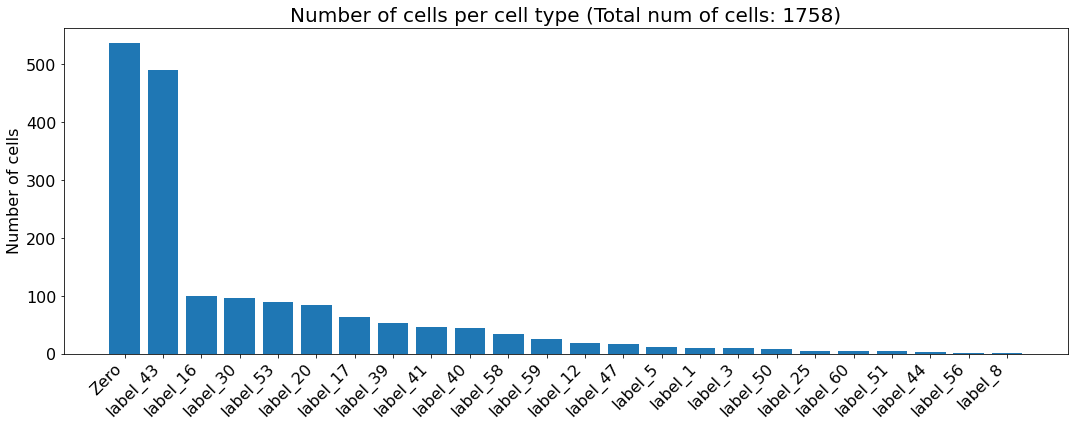 Number of cells per cell type (Total num of cells: 1758)
Number of cells
500
400
300
200
100
0
Zero
label_43
label_16
label_30
label_53
label_20
label_17
label_39
label_41
label_40
label_58
label_59
label_12
label_47
label_5
label_1
label_3
label_50
label_25
label_60
label_51
label_44
label_56
label_8